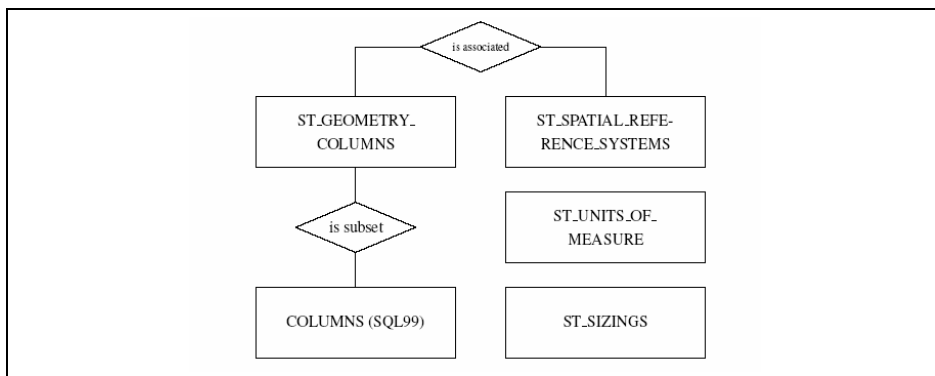 is associated
ST_GEOMETRY_
COLUMNS
ST_SPATIAL_REFE-
RENCE_SYSTEMS
is subset
ST_UNITS_OF_
MEASURE
COLUMNS (SQL99)
ST_SIZINGS